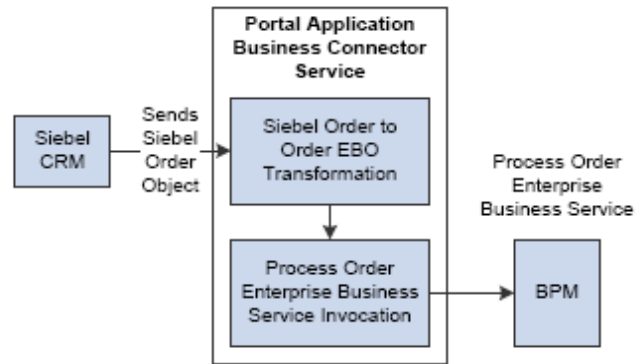 Portal Application
Business Connector
Service
Siebel
CRM
Sends
Siebel
Order
Object
Siebel Order to
Order EBO
Transformation
Process Order
Enterprise Business
Service Invocation
Process Order
Enterprise
Business Service
BPM